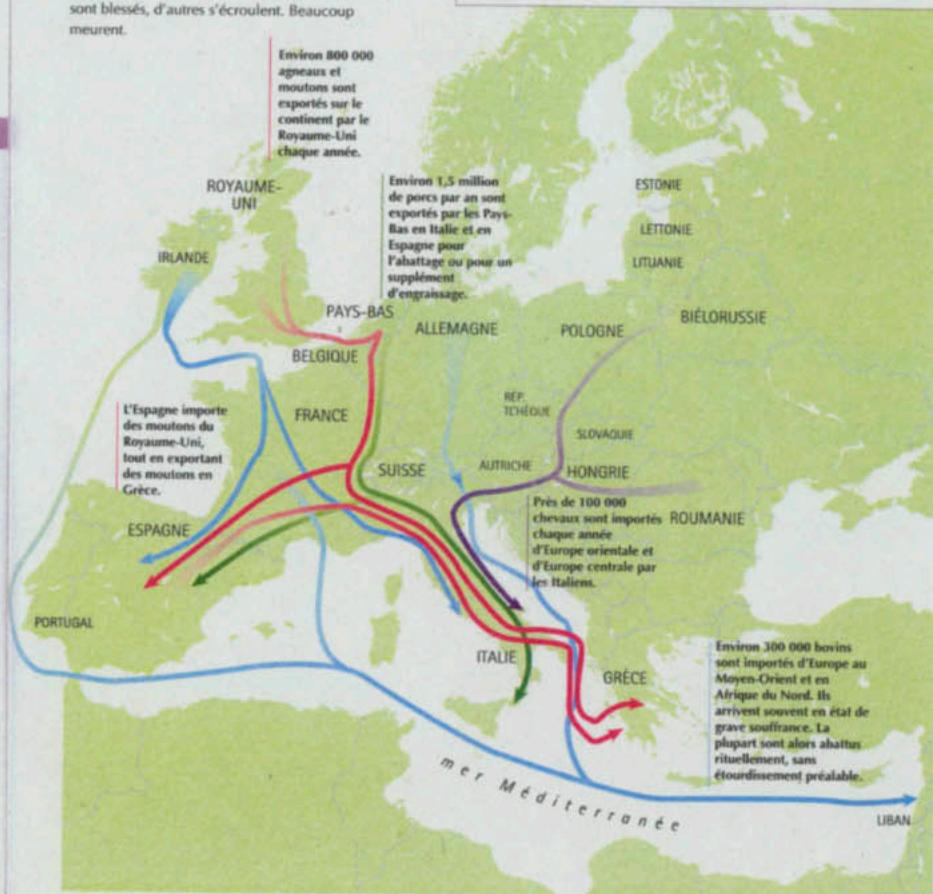 sont blessés, d'autres s'écroulent. Beaucoup
meurent.
Environ 800 000
agneaux et
moutons sont
exportés sur le
continent par le
Royaume-Uni
chaque année.
ROYAUME-
UNI
Environ 1,5 million
de porcs par an sont
exportés par les Pays-
Bas en Italie et en
Espagne pour
l'abattage ou pour un
supplément
d'engraissage.
ESTONIE
LETTONIE
LITUANIE
IRLANDE
PAYS-BAS
ALLEMAGNE
POLOGNE
BIÉLORUSSIE
BELGIQUE
L'Espagne importe
des moutons du
Royaume-Uni,
tout en exportant
des moutons en
Grèce.
FRANCE
RÉP.
TCHÈQUE
SLOVAQUIE
SUISSE
AUTRICHE
HONGRIE
Près de 100 000
chevaux sont importés
chaque année
d'Europe orientale et
d'Europe centrale par
les Italiens.
ROUMANIE
ESPAGNE
PORTUGAL
ITALIE
GRÈCE
Environ 300 000 bovins
sont importés d'Europe au
Moyen-Orient et en
Afrique du Nord. Ils
arrivent souvent en état de
grave souffrance. La
plupart sont alors abattus
rituellement, sans
étourdissement préalable.
mer Méditerranée
LIBAN